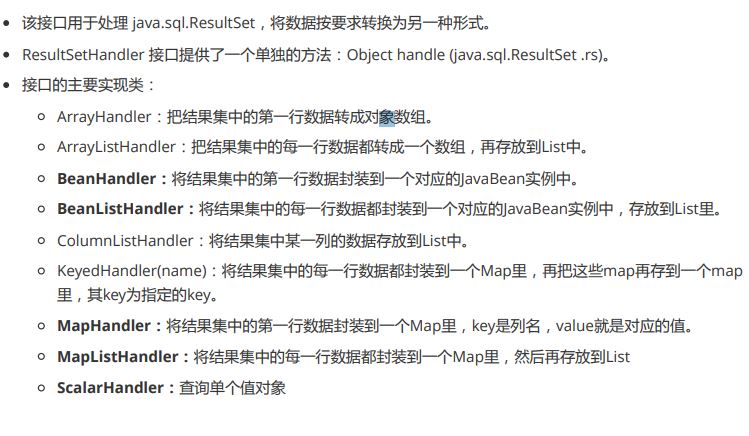 该接口用于处理 java.sql.ResultSet，将数据按要求转换为另一种形式。
ResultSetHandler 接口提供了一个单独的方法：Object handle (java.sql.ResultSet .rs)。
接口的主要实现类：
ArrayHandler：把结果集中的第一行数据转成对象数组。
ArrayListHandler：把结果集中的每一行数据都转成一个数组，再存放到List中。
BeanHandler：将结果集中的第一行数据封装到一个对应的JavaBean实例中。
BeanListHandler：将结果集中的每一行数据都封装到一个对应的JavaBean实例中，存放到List里。
ColumnListHandler：将结果集中某一列的数据存放到List中。
KeyedHandler(name)：将结果集中的每一行数据都封装到一个Map里，再把这些map再存到一个map
里，其key为指定的key。
MapHandler：将结果集中的第一行数据封装到一个Map里，key是列名，value就是对应的值。
MapListHandler：将结果集中的每一行数据都封装到一个Map里，然后再存放到List
ScalarHandler：查询单个值对象